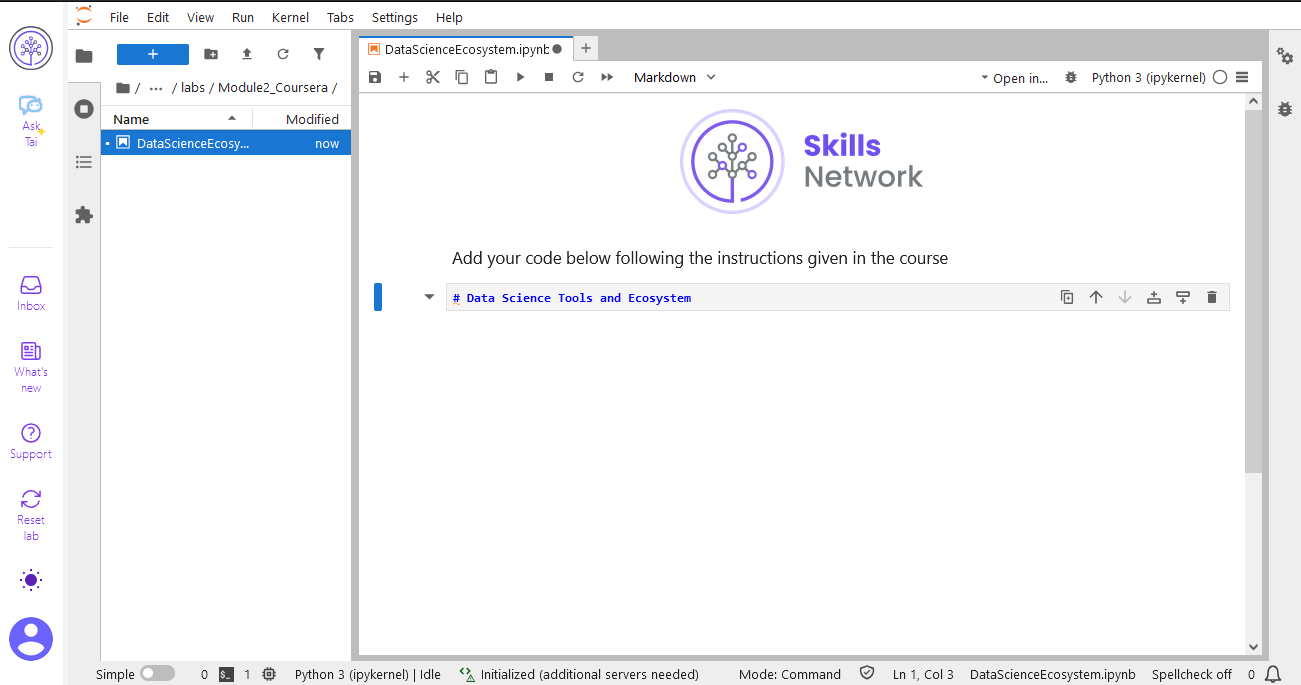 File Edit View Run Kernel Tabs Settings Help
Ask
Tai
Inbox
What's
new
Support
Reset
lab
+
/ ... / labs / Module2_Coursera /
Name Modified
DataScienceEcosy... now
DataScienceEcosystem.ipynb
+
Markdown
Open in...
Python 3 (ipykernel)
Skills
Network
Add your code below following the instructions given in the course
# Data Science Tools and Ecosystem
Simple 0 $_ 1 Python 3 (ipykernel) | Idle Initialized (additional servers needed) Mode: Command Ln 1, Col 3 DataScienceEcosystem.ipynb Spellcheck off 0